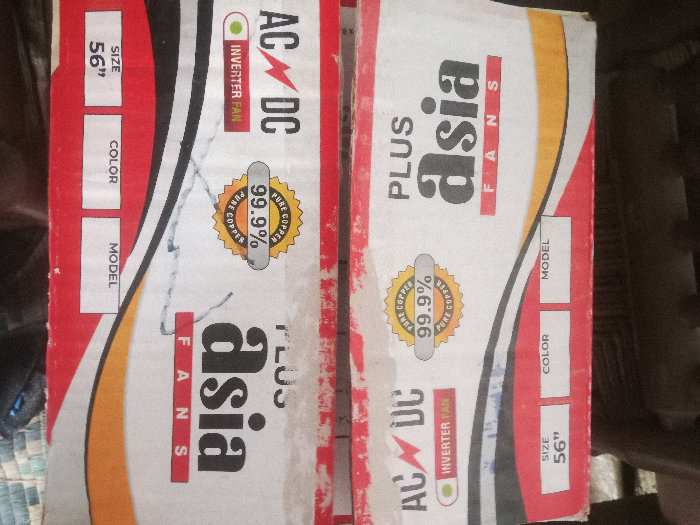 SIZE
56"
COLOR
MODEL
AC DC
INVERTER FAN
PURE COPPER
99.9%
PURE COPPER
PLUS
asia
FANS
PLUS
asia
FANS
PURE COPPER
99.9%
PURE COPPER
AC DC
INVERTER FAN
MODEL
COLOR
SIZE
56"